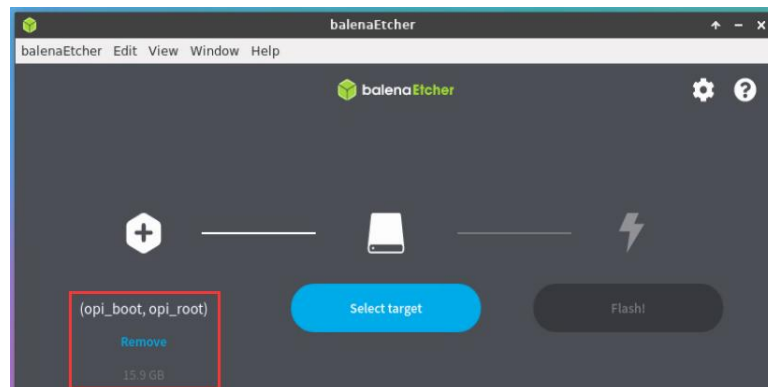 balenaEtcher
balenaEtcher Edit View Window Help
balenaEtcher
(opi_boot, opi_root)
Select target
Flash!
Remove
15.9 GB